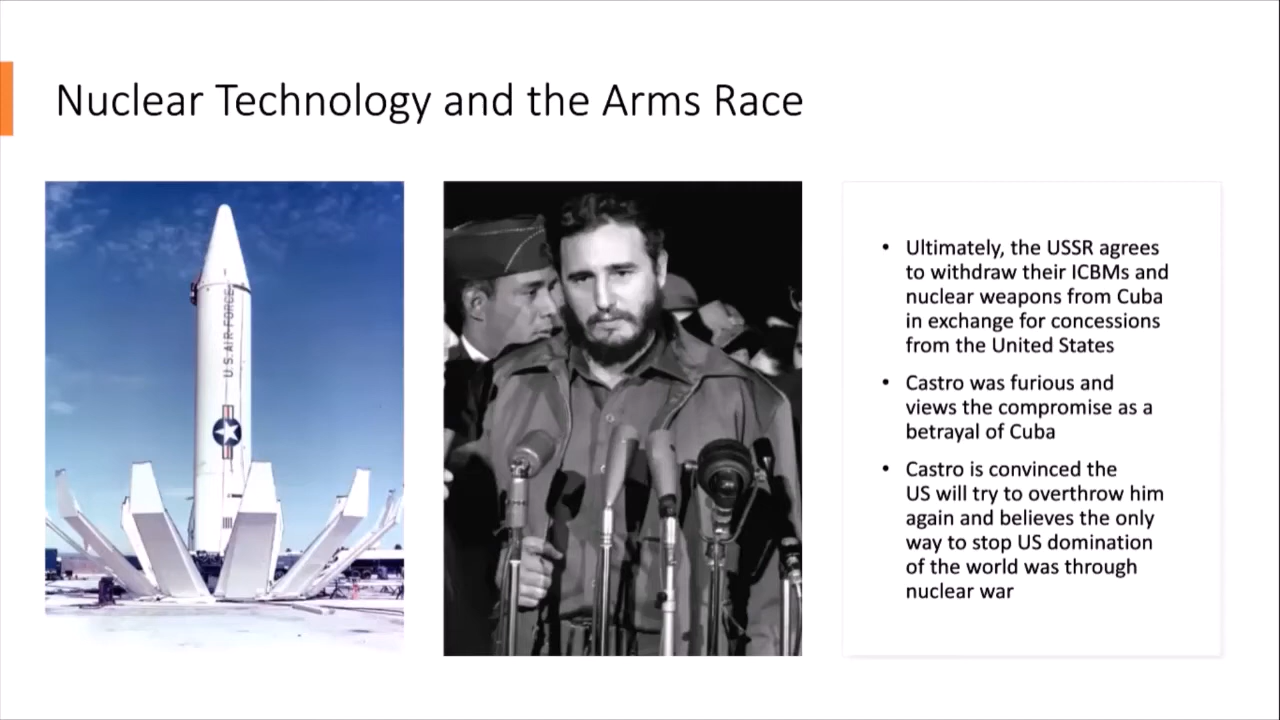 Nuclear Technology and the Arms Race
U.S. AIR FORCE
• Ultimately, the USSR agrees
to withdraw their ICBMs and
nuclear weapons from Cuba
in exchange for concessions
from the United States
• Castro was furious and
views the compromise as a
betrayal of Cuba
• Castro is convinced the
US will try to overthrow him
again and believes the only
way to stop US domination
of the world was through
nuclear war